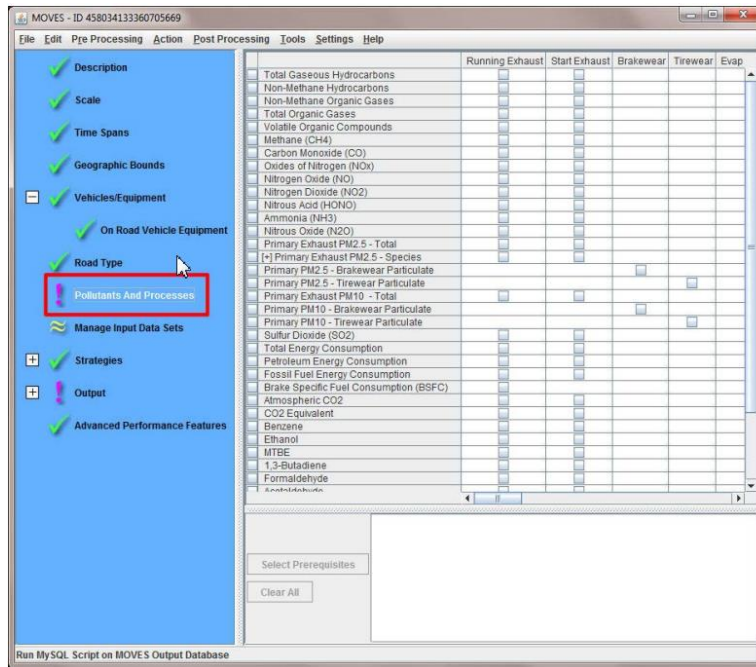 MOVES - ID 458034133360705669
File Edit Pre Processing Action Post Processing Tools Settings Help
Description
Scale
Time Spans
Geographic Bounds
Vehicles/Equipment
On Road Vehicle Equipment
Road Type
Pollutants And Processes
Manage Input Data Sets
Strategies
Output
Advanced Performance Features
Running Exhaust Start Exhaust Brakewear Tirewear Evap
Total Gaseous Hydrocarbons
Non-Methane Hydrocarbons
Non-Methane Organic Gases
Total Organic Gases
Volatile Organic Compounds
Methane (CH4)
Carbon Monoxide (CO)
Oxides of Nitrogen (NOx)
Nitrogen Oxide (NO)
Nitrogen Dioxide (NO2)
Nitrous Acid (HONO)
Ammonia (NH3)
Nitrous Oxide (N2O)
Primary Exhaust PM2.5 - Total
[+] Primary Exhaust PM2.5 - Species
Primary PM2.5 - Brakewear Particulate
Primary PM2.5 - Tirewear Particulate
Primary Exhaust PM10 - Total
Primary PM10 - Brakewear Particulate
Primary PM10 - Tirewear Particulate
Sulfur Dioxide (SO2)
Total Energy Consumption
Petroleum Energy Consumption
Fossil Fuel Energy Consumption
Brake Specific Fuel Consumption (BSFC)
Atmospheric CO2
CO2 Equivalent
Benzene
Ethanol
MTBE
1,3-Butadiene
Formaldehyde
Acetaldehyde
Select Prerequisites
Clear All
Run MySQL Script on MOVES Output Database